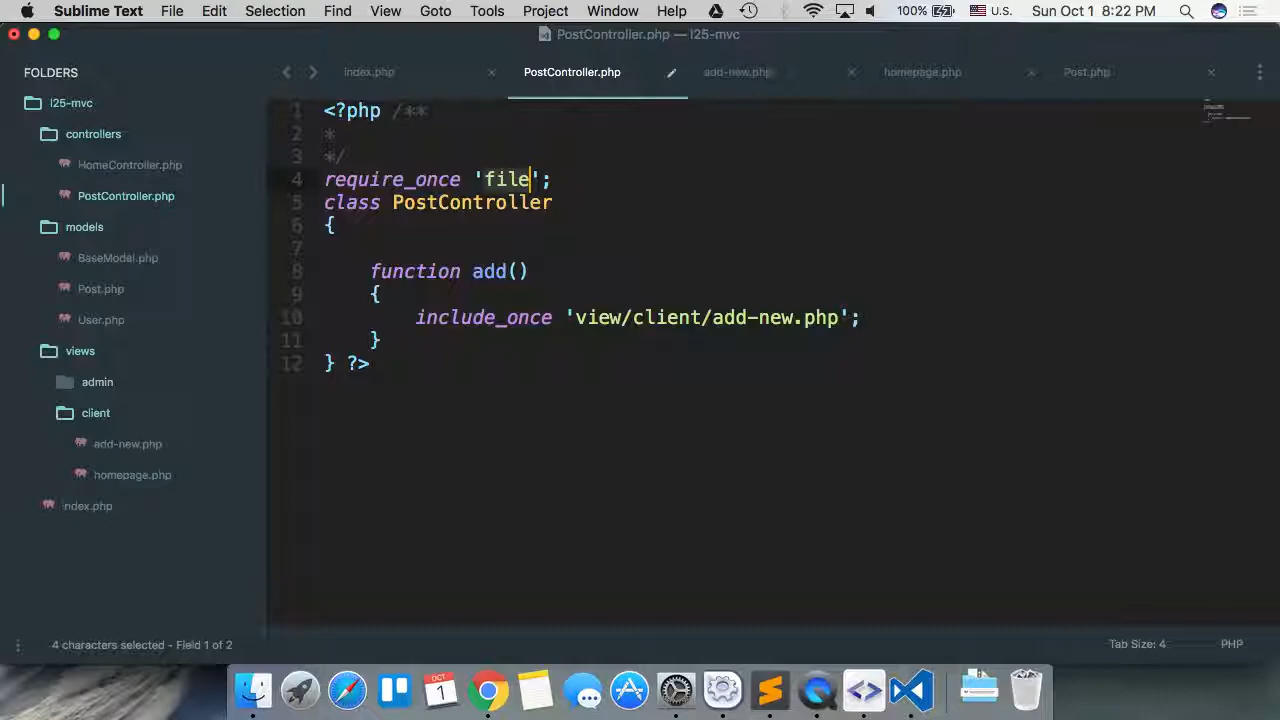 Sublime Text File Edit Selection Find View Goto Tools Project Window Help 100% U.S. Sun Oct 1 8:22 PM
PostController.php — l25-mvc
FOLDERS
index.php PostController.php add-new.php homepage.php Post.php
l25-mvc
controllers
HomeController.php
PostController.php
models
BaseModel.php
Post.php
User.php
views
admin
client
add-new.php
homepage.php
index.php
1 <?php /**
2 *
3 */
4 require_once 'file';
5 class PostController
6 {
7
8 function add()
9 {
10 include_once 'view/client/add-new.php';
11 }
12 } ?>
4 characters selected - Field 1 of 2 Tab Size: 4 PHP
OCT
1